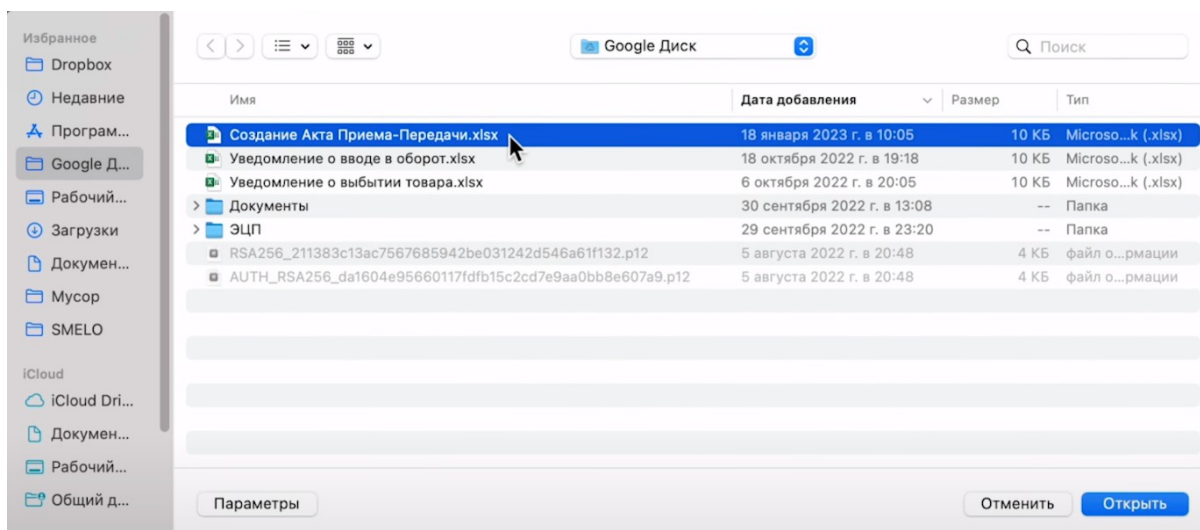 Избранное
Dropbox
Недавние
Програм...
Google Д...
Рабочий...
Загрузки
Докумен...
Мусор
SMELO
iCloud
iCloud Dri...
Докумен...
Рабочий...
Общий д...
Google Диск
Поиск
Имя Дата добавления Размер Тип
Создание Акта Приема-Передачи.xlsx 18 января 2023 г. в 10:05 10 КБ Microso...k (.xlsx)
Уведомление о вводе в оборот.xlsx 18 октября 2022 г. в 19:18 10 КБ Microso...k (.xlsx)
Уведомление о выбытии товара.xlsx 6 октября 2022 г. в 20:05 10 КБ Microso...k (.xlsx)
Документы 30 сентября 2022 г. в 13:08 -- Папка
ЭЦП 29 сентября 2022 г. в 23:20 -- Папка
RSA256_211383c13ac7567685942be031242d546a61f132.p12 5 августа 2022 г. в 20:48 4 КБ файл о...рмации
AUTH_RSA256_da1604e95660117fdfb15c2cd7e9aa0bb8e607a9.p12 5 августа 2022 г. в 20:48 4 КБ файл о...рмации
Параметры Отменить Открыть